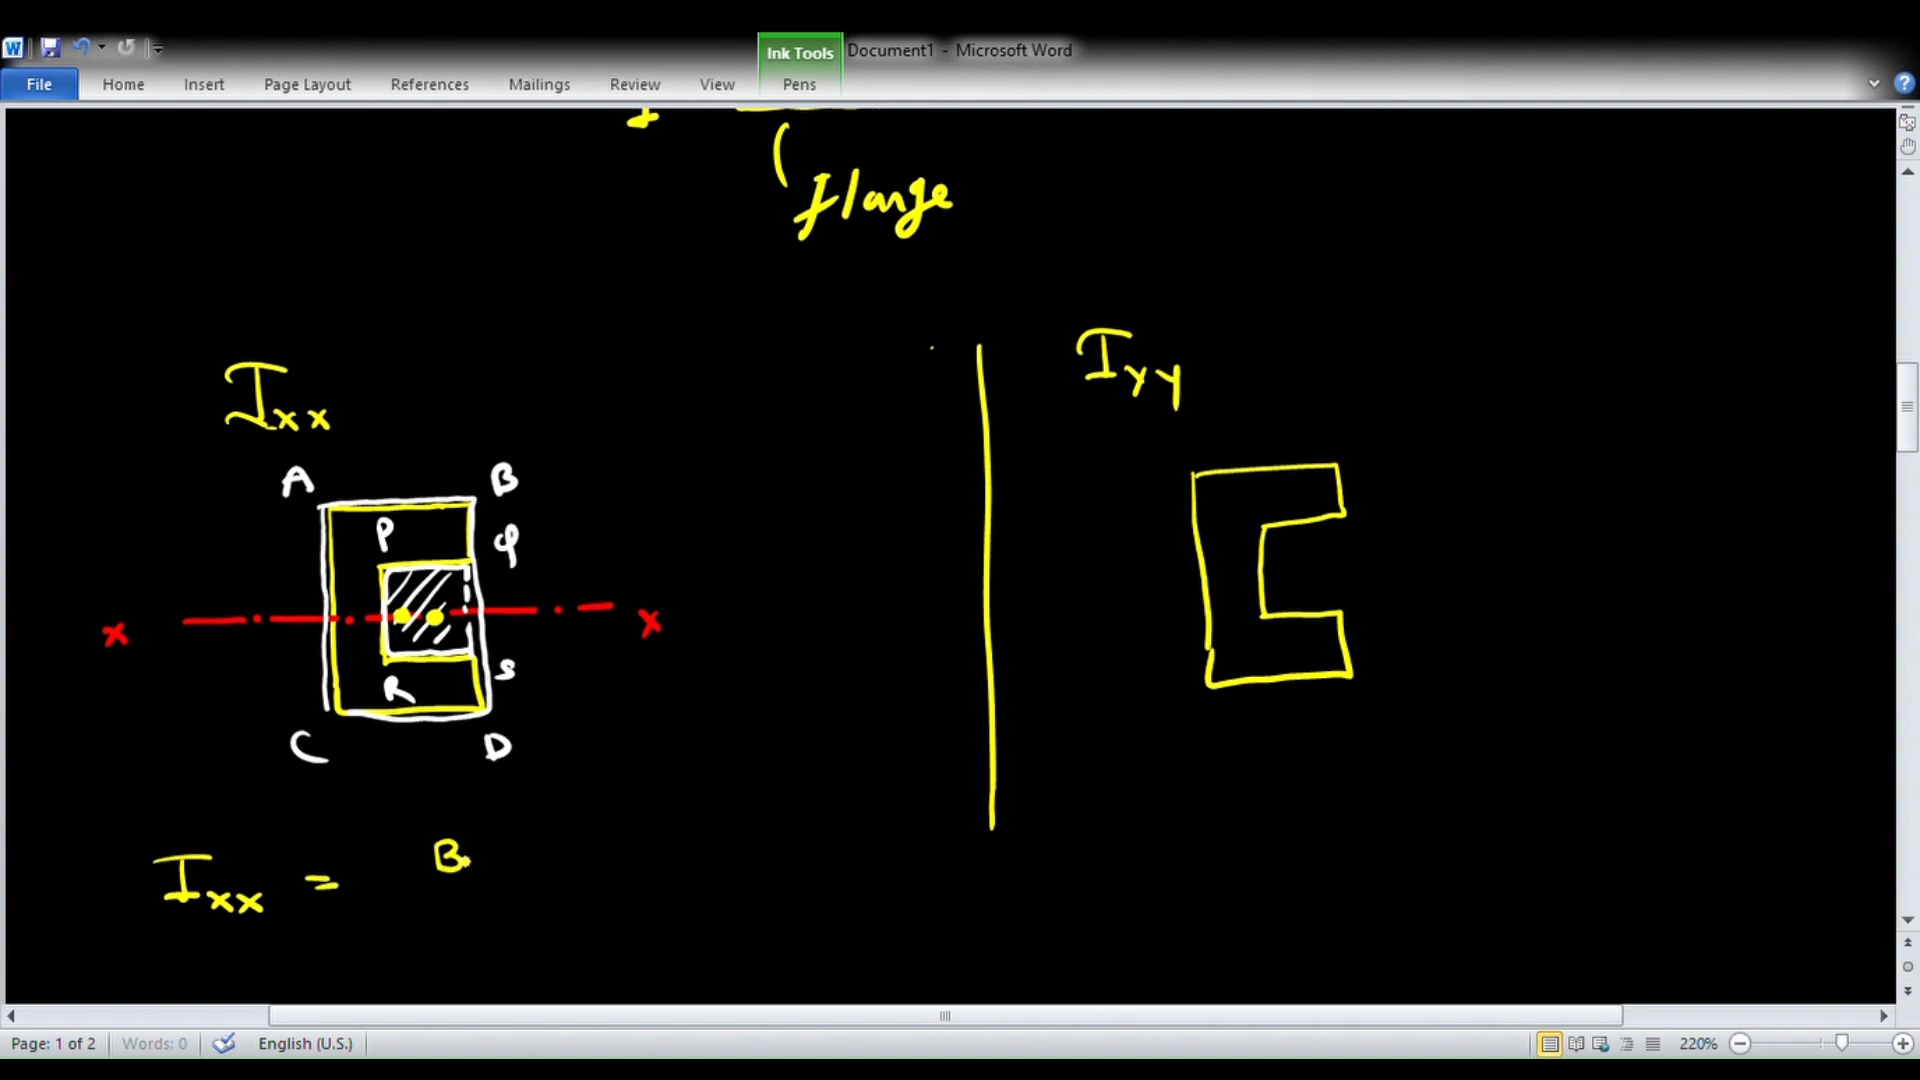 Ink Tools
Document1 - Microsoft Word
File Home Insert Page Layout References Mailings Review View Pens
flange
Ixx
Iyy
A B
P Q
x x
R S
C D
Ixx = B
Page: 1 of 2 Words: 0 English (U.S.) 220%